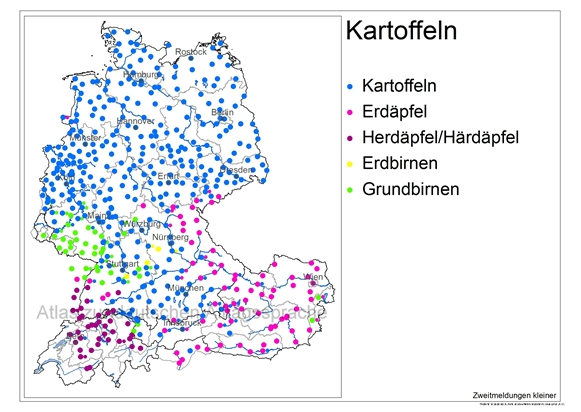 Kartoffeln
Kartoffeln
Erdäpfel
Herdäpfel/Härdäpfel
Erdbirnen
Grundbirnen
Rostock
Hamburg
Berlin
Hannover
Münster
Dresden
Erfurt
Köln
Mainz
Würzburg
Nürnberg
Stuttgart
Wien
München
Atlas zur deutschen Alltagssprache
Innsbruck
Zweitmeldungen kleiner